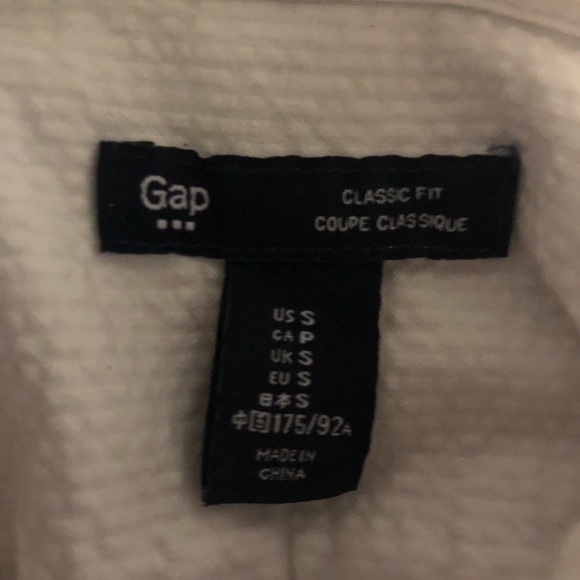 Gap
CLASSIC FIT
COUPE CLASSIQUE
US S
CA P
UK S
EU S
日本 S
中国 175/92A
MADE IN
CHINA